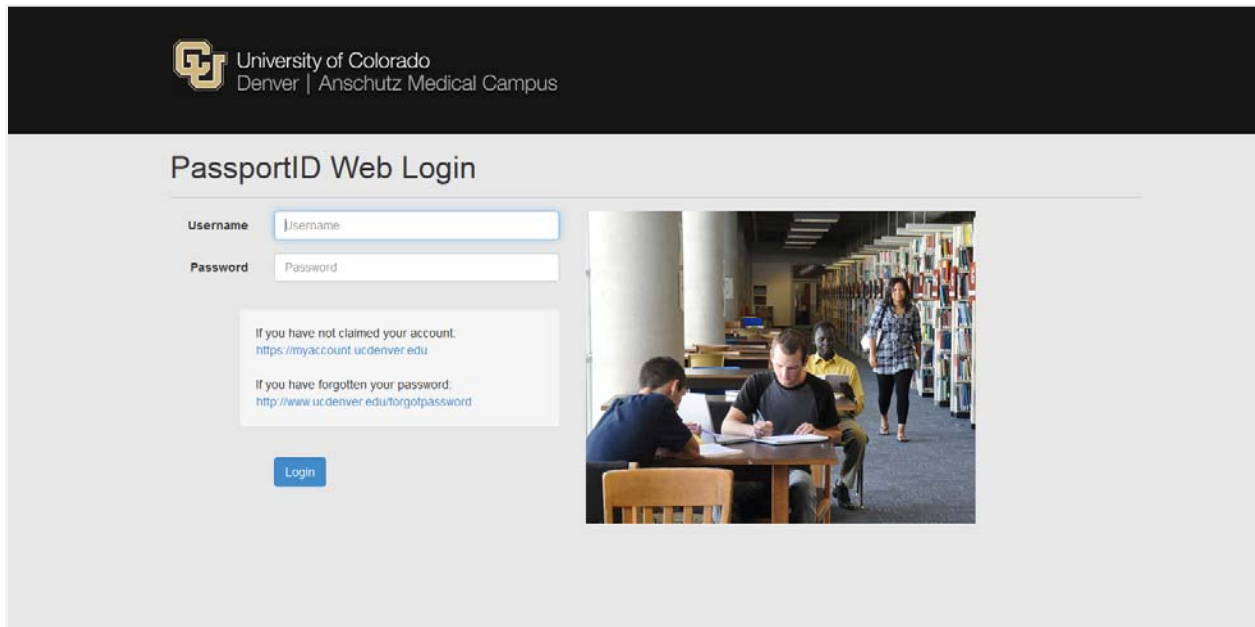 University of Colorado
Denver | Anschutz Medical Campus
PassportID Web Login
Username
Username
Password
Password
If you have not claimed your account.
https://myaccount.ucdenver.edu
If you have forgotten your password:
http://www.ucdenver.edu/forgotpassword
Login